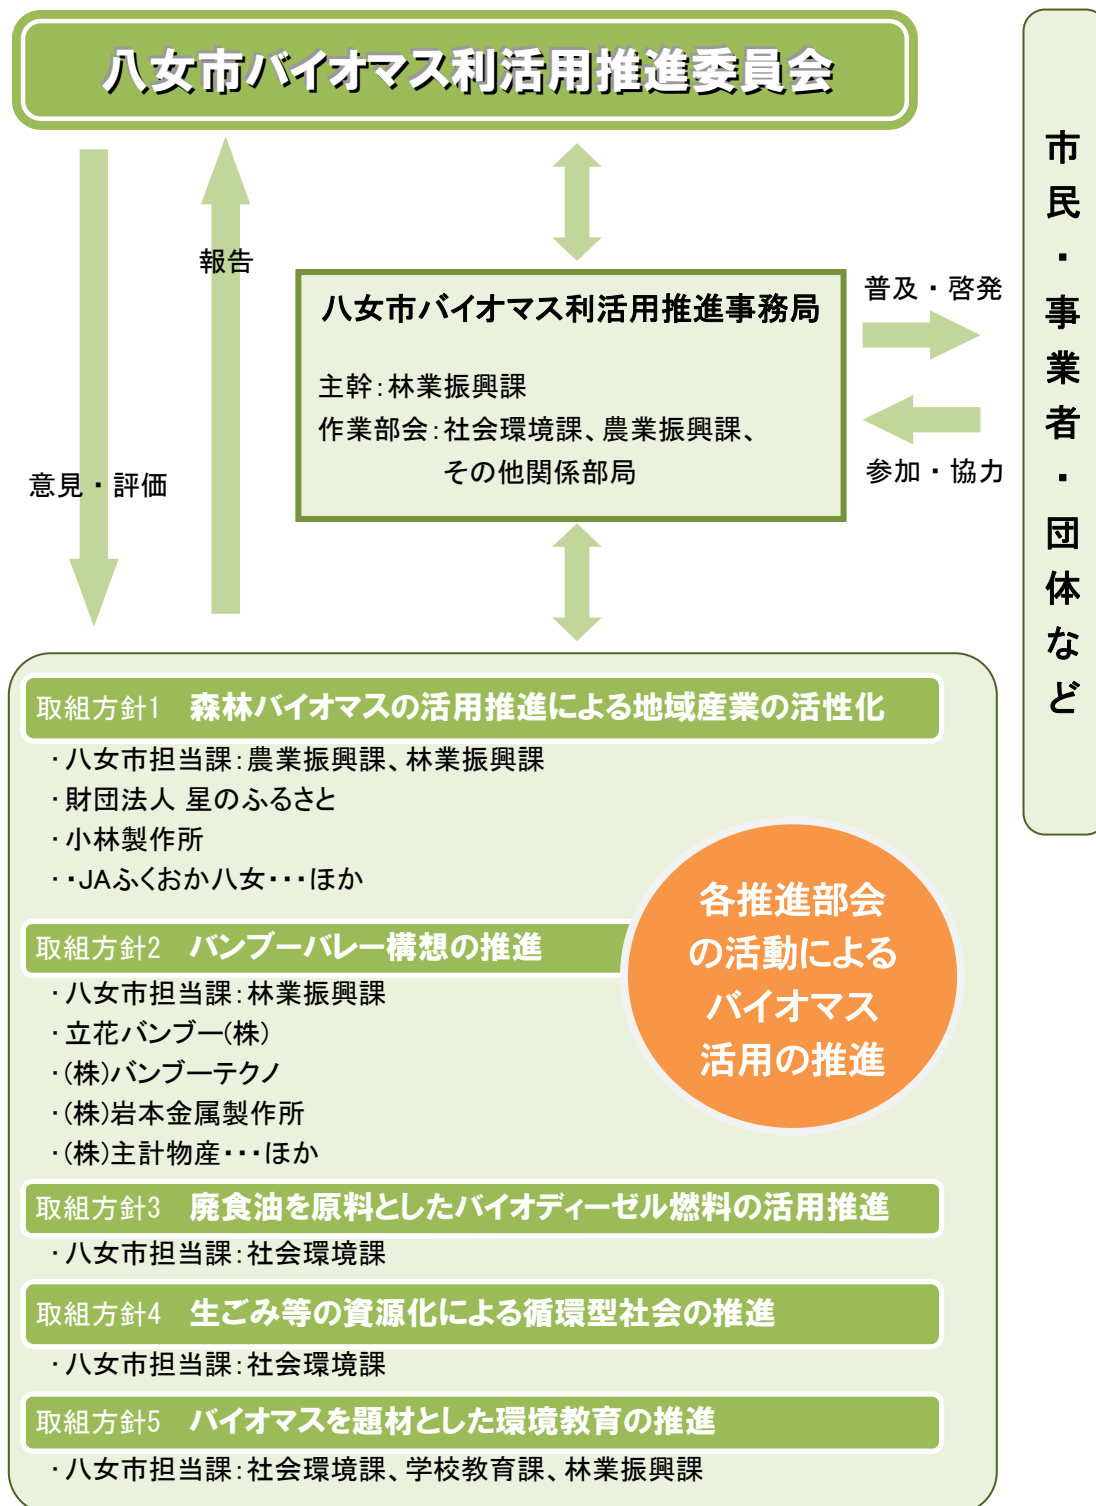 八女市バイオマス利活用推進委員会
報告
意見・評価
八女市バイオマス利活用推進事務局
主幹：林業振興課
作業部会：社会環境課、農業振興課、
その他関係部局
普及・啓発
参加・協力
市民・事業者・団体など
取組方針1 森林バイオマスの活用推進による地域産業の活性化
・八女市担当課：農業振興課、林業振興課
・財団法人 星のふるさと
・小林製作所
・・JAふくおか八女・・・ほか
取組方針2 バンブーバレー構想の推進
・八女市担当課：林業振興課
・立花バンブー(株)
・(株)バンブーテクノ
・(株)岩本金属製作所
・(株)主計物産・・・ほか
各推進部会
の活動による
バイオマス
活用の推進
取組方針3 廃食油を原料としたバイオディーゼル燃料の活用推進
・八女市担当課：社会環境課
取組方針4 生ごみ等の資源化による循環型社会の推進
・八女市担当課：社会環境課
取組方針5 バイオマスを題材とした環境教育の推進
・八女市担当課：社会環境課、学校教育課、林業振興課